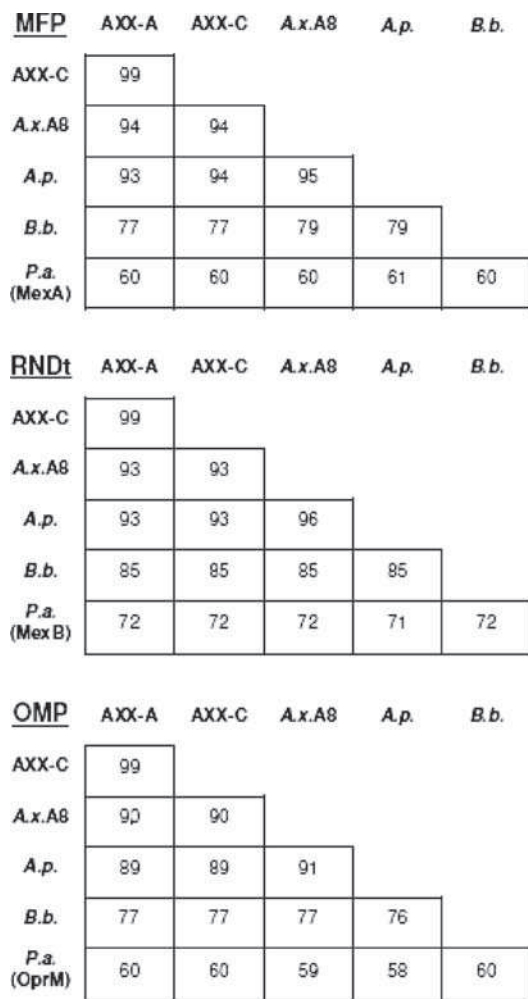 MFP AXX-A AXX-C A.x.A8 A.p. B.b.
AXX-C 99
A.x.A8 94 94
A.p. 93 94 95
B.b. 77 77 79 79
P.a. (MexA) 60 60 60 61 60
RNDt AXX-A AXX-C A.x.A8 A.p. B.b.
AXX-C 99
A.x.A8 93 93
A.p. 93 93 96
B.b. 85 85 85 85
P.a. (MexB) 72 72 72 71 72
OMP AXX-A AXX-C A.x.A8 A.p. B.b.
AXX-C 99
A.x.A8 90 90
A.p. 89 89 91
B.b. 77 77 77 76
P.a. (OprM) 60 60 59 58 60